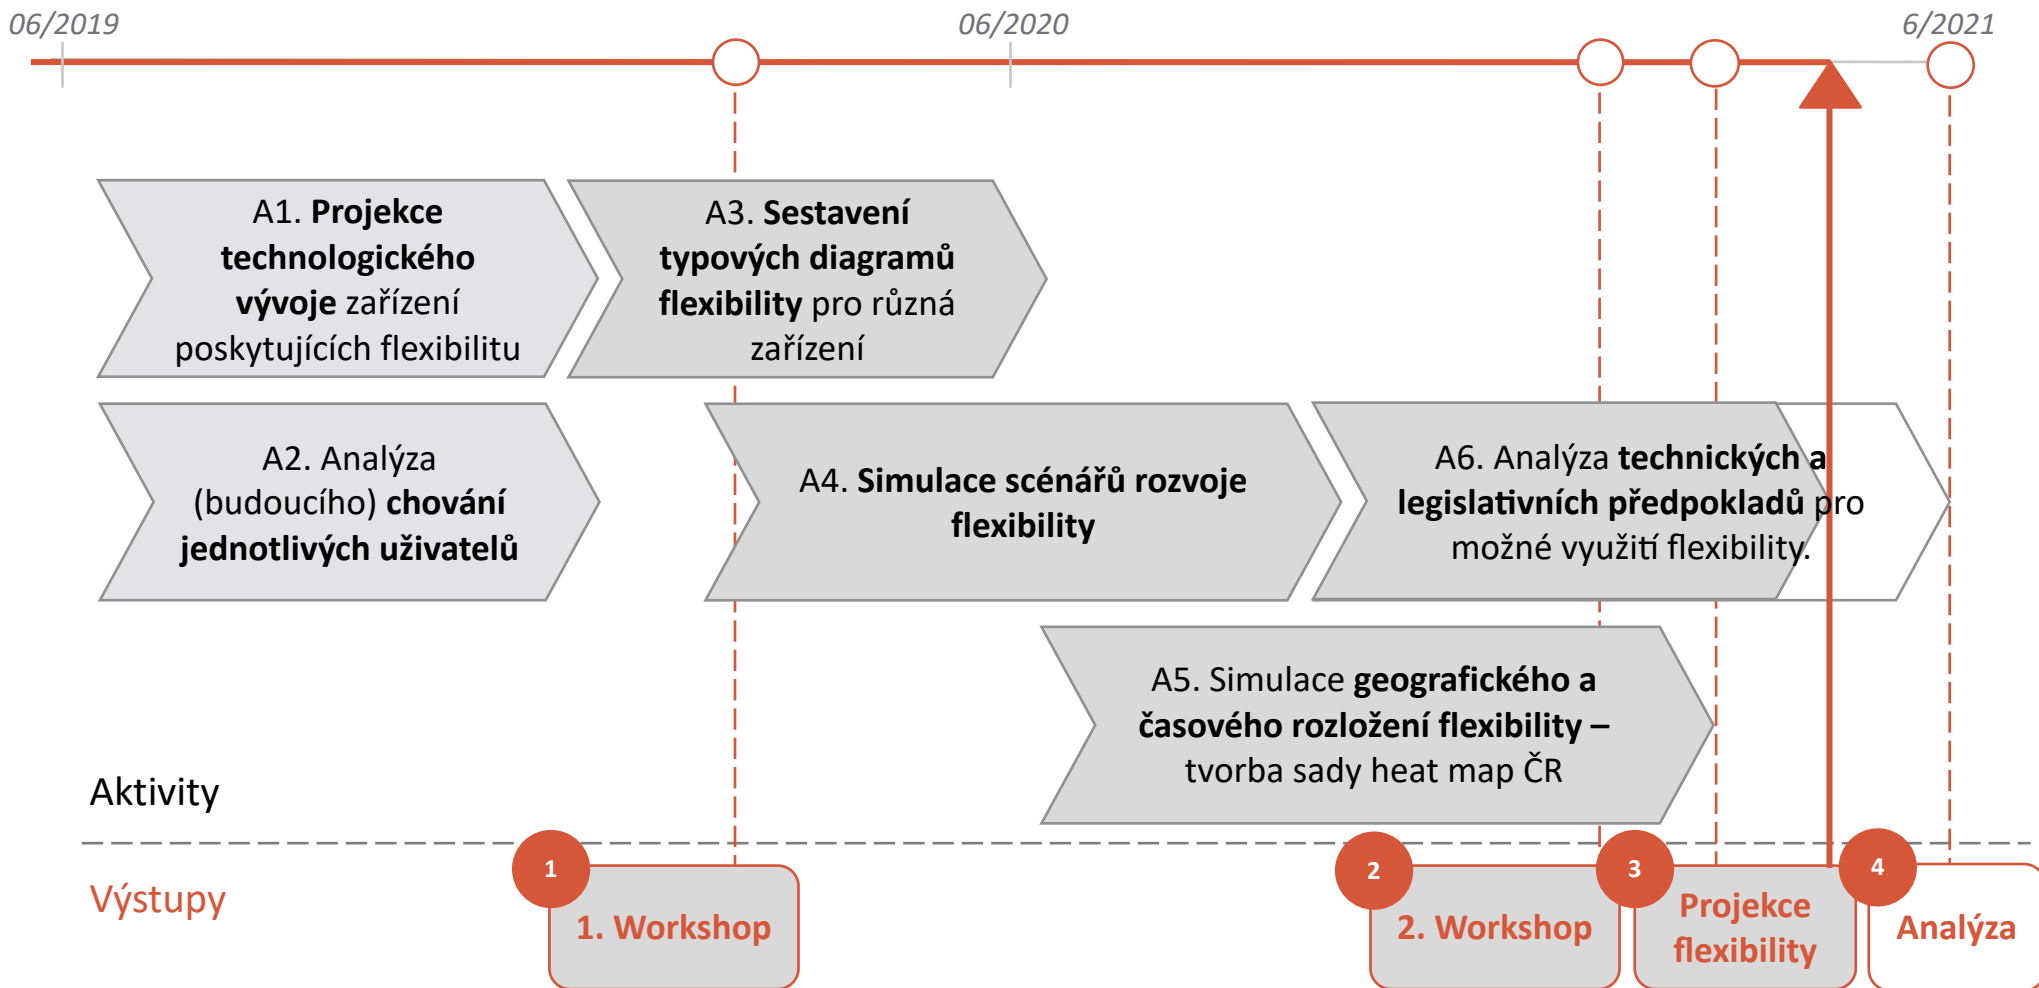 06/2019
06/2020
6/2021
A1. Projekce
technologického
vývoje zařízení
poskytujících flexibilitu
A3. Sestavení
typových diagramů
flexibility pro různá
zařízení
A2. Analýza
(budoucího) chování
jednotlivých uživatelů
A4. Simulace scénářů rozvoje
flexibility
A6. Analýza technických a
legislativních předpokladů pro
možné využití flexibility.
A5. Simulace geografického a
časového rozložení flexibility –
tvorba sady heat map ČR
Aktivity
Výstupy
1
1. Workshop
2
2. Workshop
3
Projekce
flexibility
4
Analýza